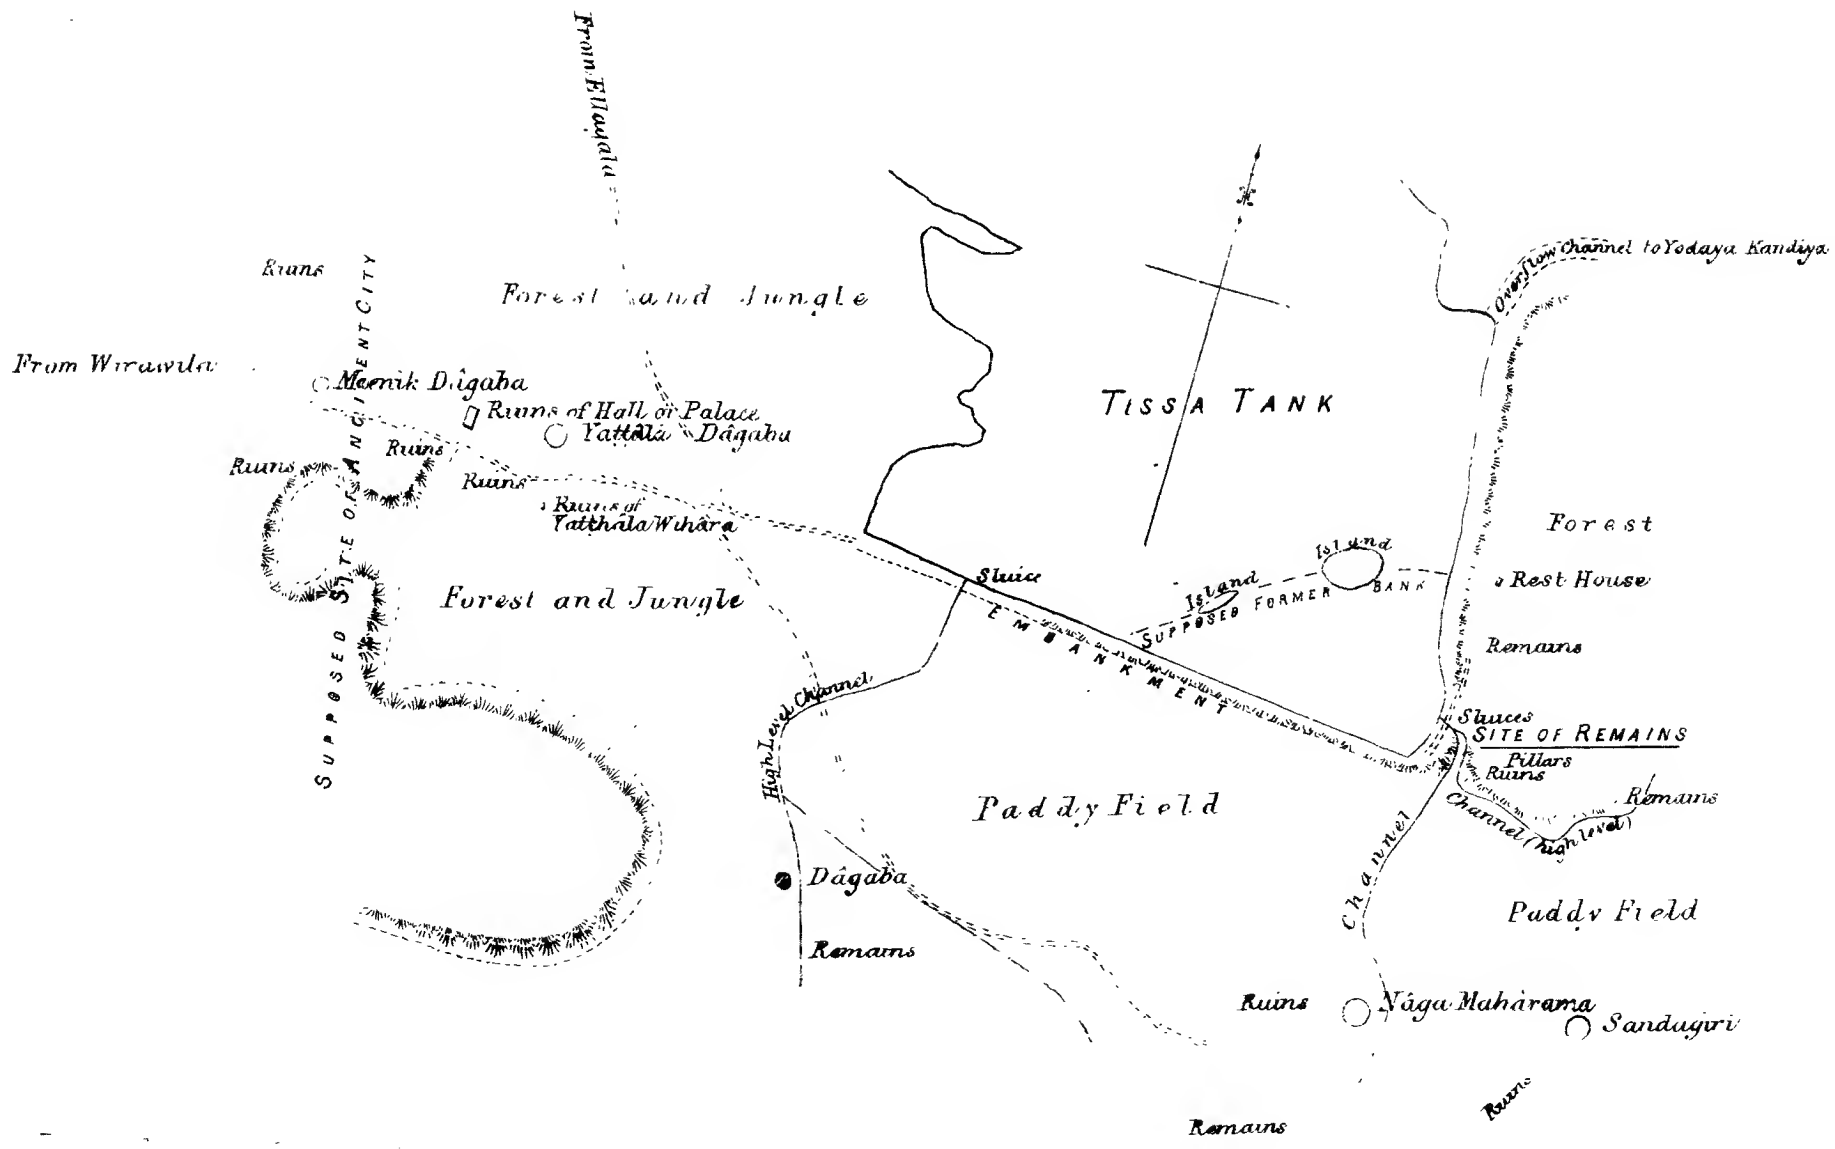 From Ellagala
Channel to Yodaya Kandiya
Overflow
Ruins
SUPPOSED SITE OF ANCIENT CITY
Forest and Jungle
From Wirawila
Menik Dâgaba
TISSA TANK
Ruins of Hall or Palace
Yattâla Dâgaba
Ruins
Ruins
Ruins
Ruins of
Yatthâla Wihâra
Forest
Island
Sluice
Island
SUPPOSED FORMER BANK
Rest House
Forest and Jungle
EMBANKMENT
Remains
High Level Channel
Sluices
SITE OF REMAINS
Pillars
Ruins
Remains
Channel (high level)
Paddy Field
Channel
Dâgaba
Paddy Field
Remains
Ruins
Nâga Mahârama
Sandugiri
Ruins
Remains